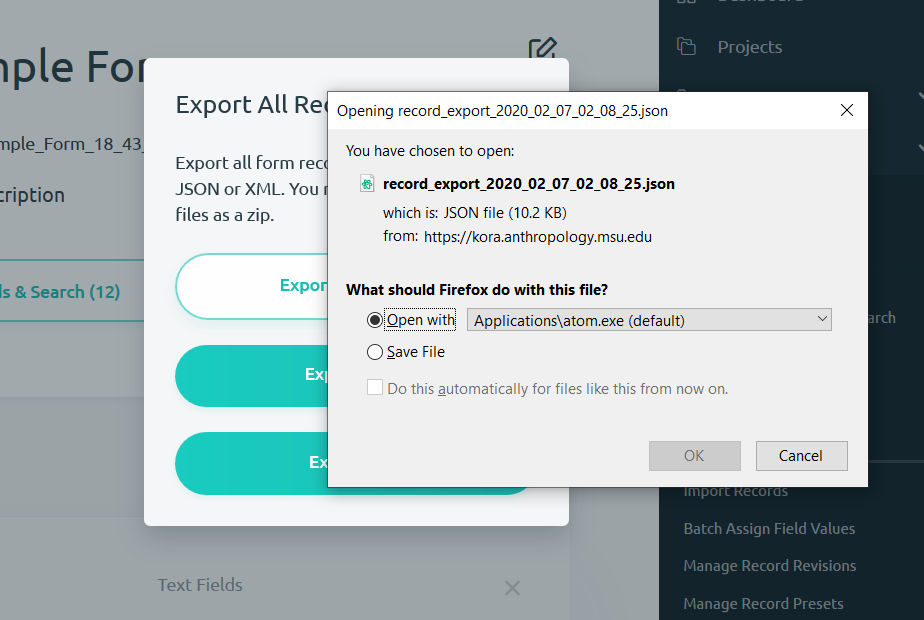 Projects
Export All Rec
mple_Form_18_43_
Export all form reco
JSON or XML. You
files as a zip.
cription
ds & Search (12)
Expor
Exp
Ex
Opening record_export_2020_02_07_02_08_25.json
You have chosen to open:
record_export_2020_02_07_02_08_25.json
which is: JSON file (10.2 KB)
from: https://kora.anthropology.msu.edu
What should Firefox do with this file?
Open with
Applications\atom.exe (default)
Save File
Do this automatically for files like this from now on.
OK
Cancel
arch
Import Records
Batch Assign Field Values
Manage Record Revisions
Manage Record Presets
Text Fields